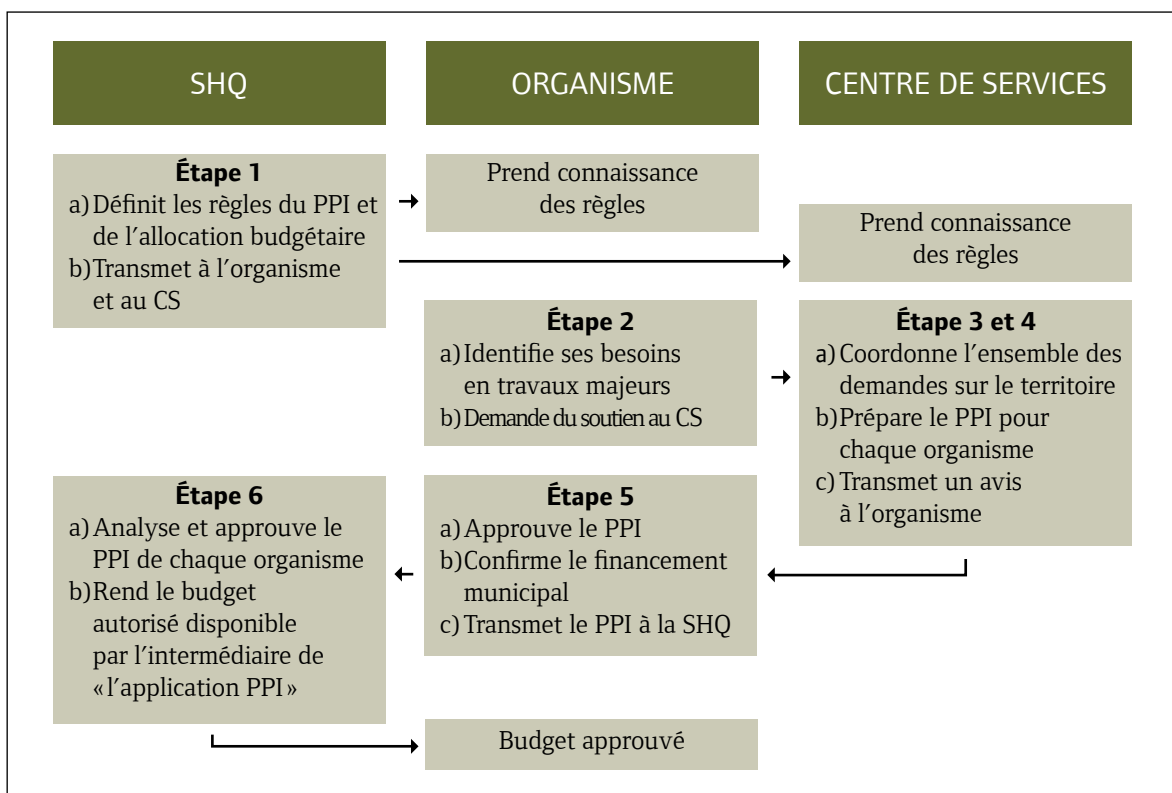 SHQ
ORGANISME
CENTRE DE SERVICES
Étape 1
a) Définit les règles du PPI et
de l'allocation budgétaire
b) Transmet à l'organisme
et au CS
Prend connaissance
des règles
Prend connaissance
des règles
Étape 2
a) Identifie ses besoins
en travaux majeurs
b) Demande du soutien au CS
Étape 3 et 4
a) Coordonne l'ensemble des
demandes sur le territoire
b) Prépare le PPI pour
chaque organisme
c) Transmet un avis
à l'organisme
Étape 5
a) Approuve le PPI
b) Confirme le financement
municipal
c) Transmet le PPI à la SHQ
Étape 6
a) Analyse et approuve le
PPI de chaque organisme
b) Rend le budget
autorisé disponible
par l'intermédiaire de
«l'application PPI»
Budget approuvé